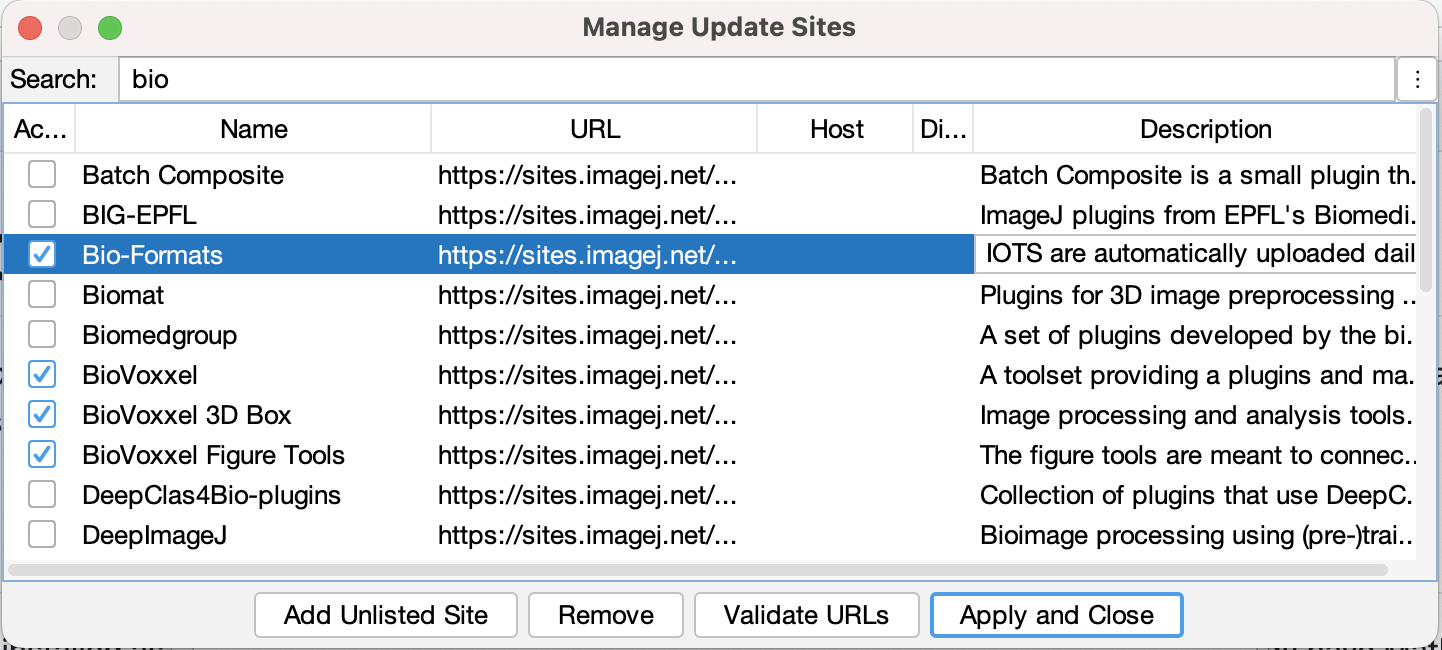 Manage Update Sites
Search: bio ⋮
Ac... Name URL Host Di... Description
Batch Composite https://sites.imagej.net/... Batch Composite is a small plugin th.
BIG-EPFL https://sites.imagej.net/... ImageJ plugins from EPFL's Biomedi.
Bio-Formats https://sites.imagej.net/... IOTS are automatically uploaded dail
Biomat https://sites.imagej.net/... Plugins for 3D image preprocessing ..
Biomedgroup https://sites.imagej.net/... A set of plugins developed by the bi.
BioVoxxel https://sites.imagej.net/... A toolset providing a plugins and ma.
BioVoxxel 3D Box https://sites.imagej.net/... Image processing and analysis tools.
BioVoxxel Figure Tools https://sites.imagej.net/... The figure tools are meant to connec..
DeepClas4Bio-plugins https://sites.imagej.net/... Collection of plugins that use DeepC.
DeepImageJ https://sites.imagej.net/... Bioimage processing using (pre-)trai..
Add Unlisted Site Remove Validate URLs Apply and Close